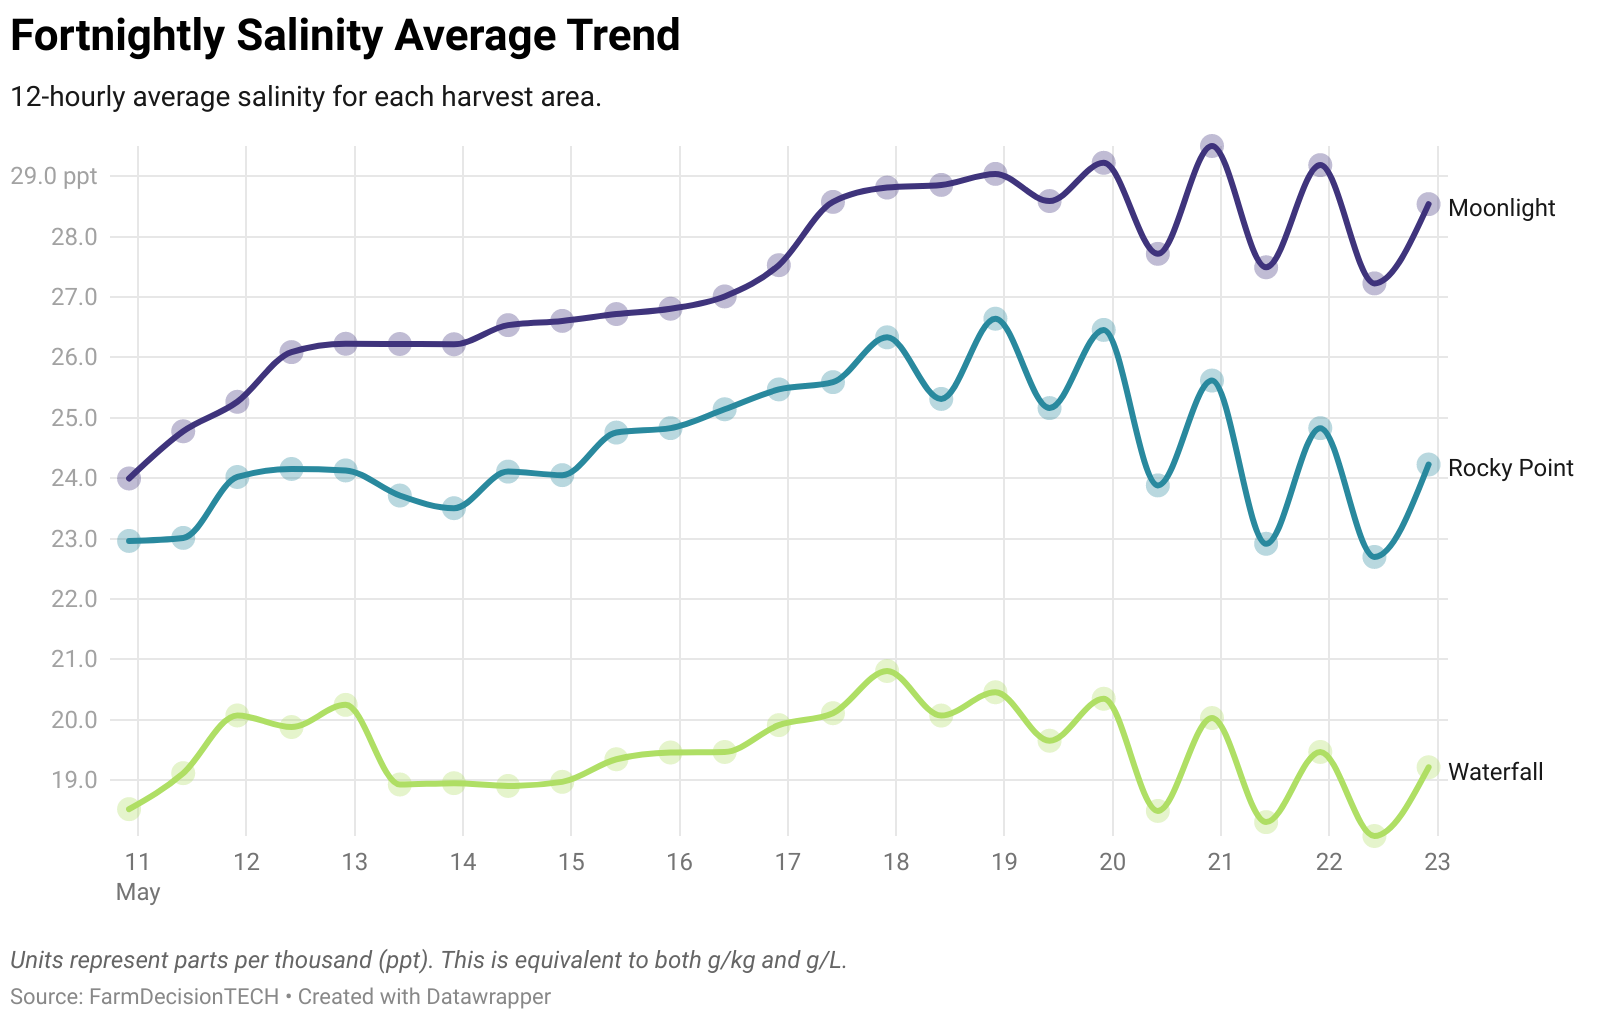 Fortnightly Salinity Average Trend
12-hourly average salinity for each harvest area.
29.0 ppt
28.0
27.0
26.0
25.0
24.0
23.0
22.0
21.0
20.0
19.0
Moonlight
Rocky Point
Waterfall
11 12 13 14 15 16 17 18 19 20 21 22 23
May
Units represent parts per thousand (ppt). This is equivalent to both g/kg and g/L.
Source: FarmDecisionTECH • Created with Datawrapper